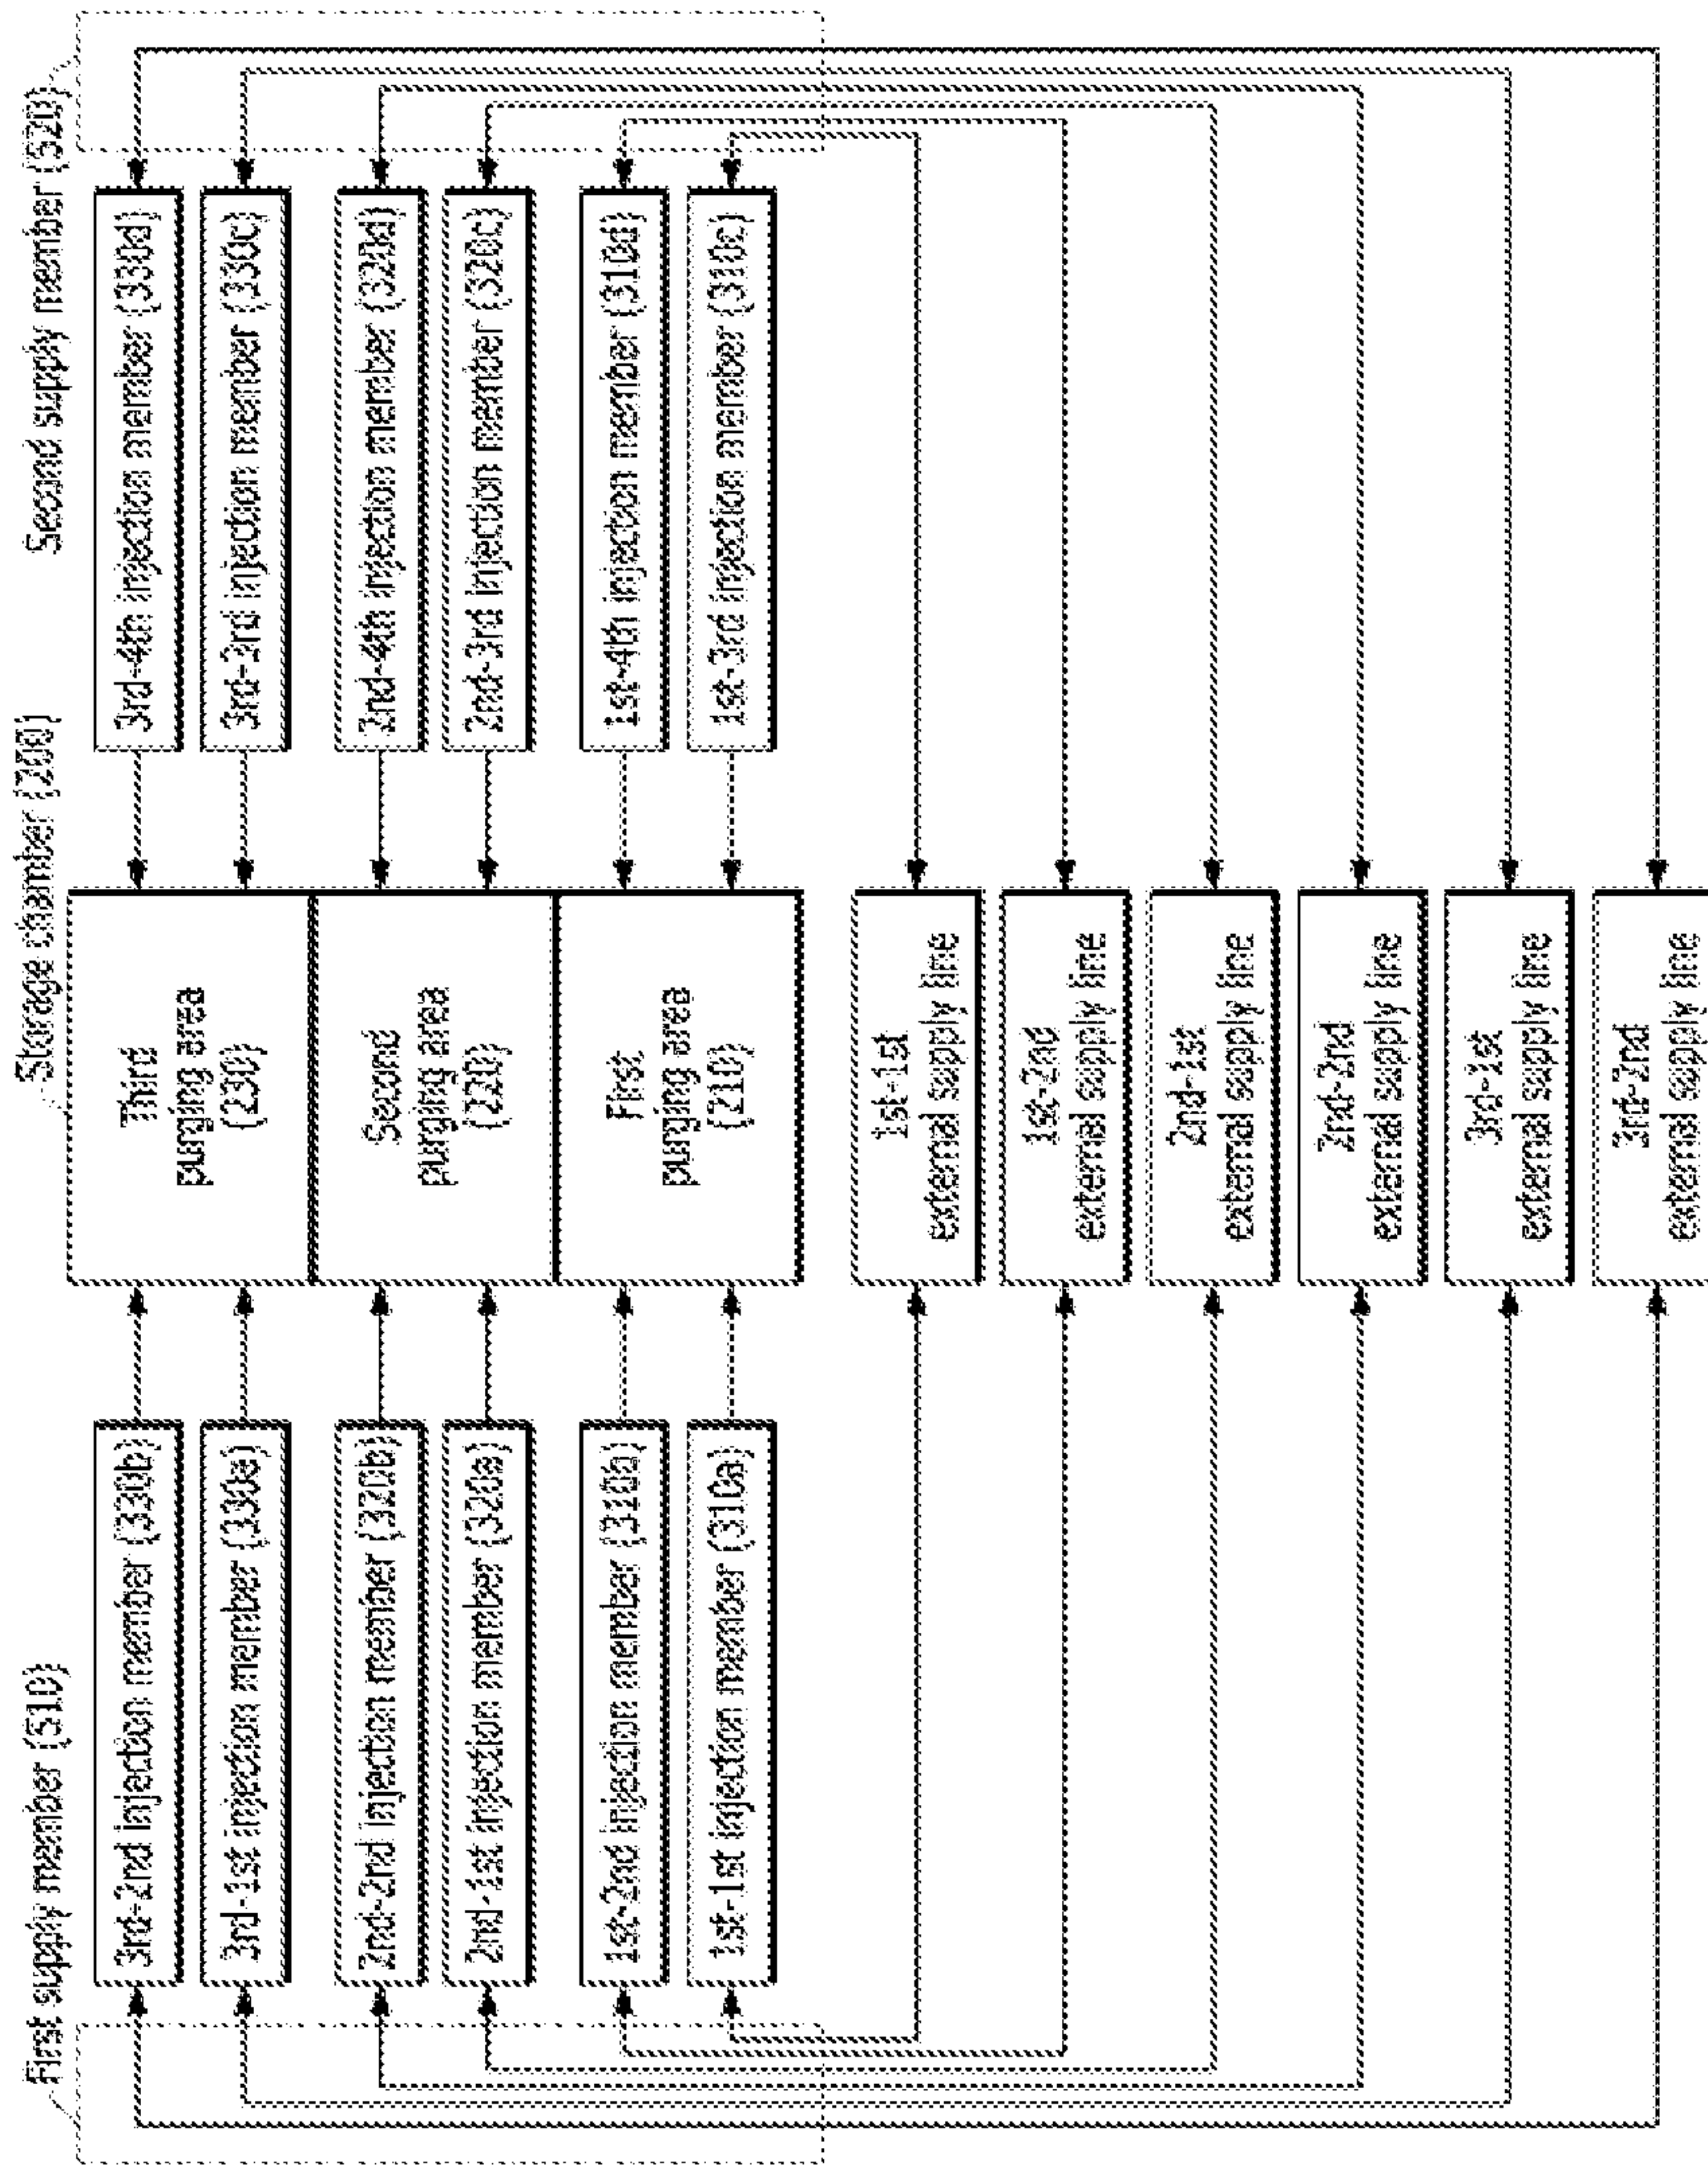 First supply member (510)
Storage chamber (200)
Second supply member (520)
3rd-2nd injection member (330b)
3rd-1st injection member (330a)
2nd-2nd injection member (320b)
2nd-1st injection member (320a)
1st-2nd injection member (310b)
1st-1st injection member (310a)
Third
purging area
(230)
Second
purging area
(220)
First
purging area
(210)
3rd-4th injection member (330d)
3rd-3rd injection member (330c)
2nd-4th injection member (320d)
2nd-3rd injection member (320c)
1st-4th injection member (310d)
1st-3rd injection member (310c)
1st-1st
external supply line
1st-2nd
external supply line
2nd-1st
external supply line
2nd-2nd
external supply line
3rd-1st
external supply line
3rd-2nd
external supply line